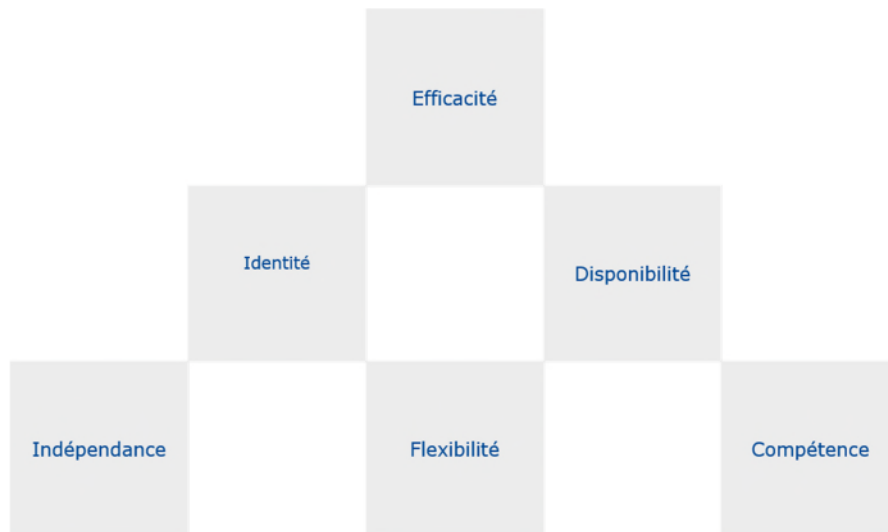 Efficacité
Identité
Disponibilité
Indépendance
Flexibilité
Compétence